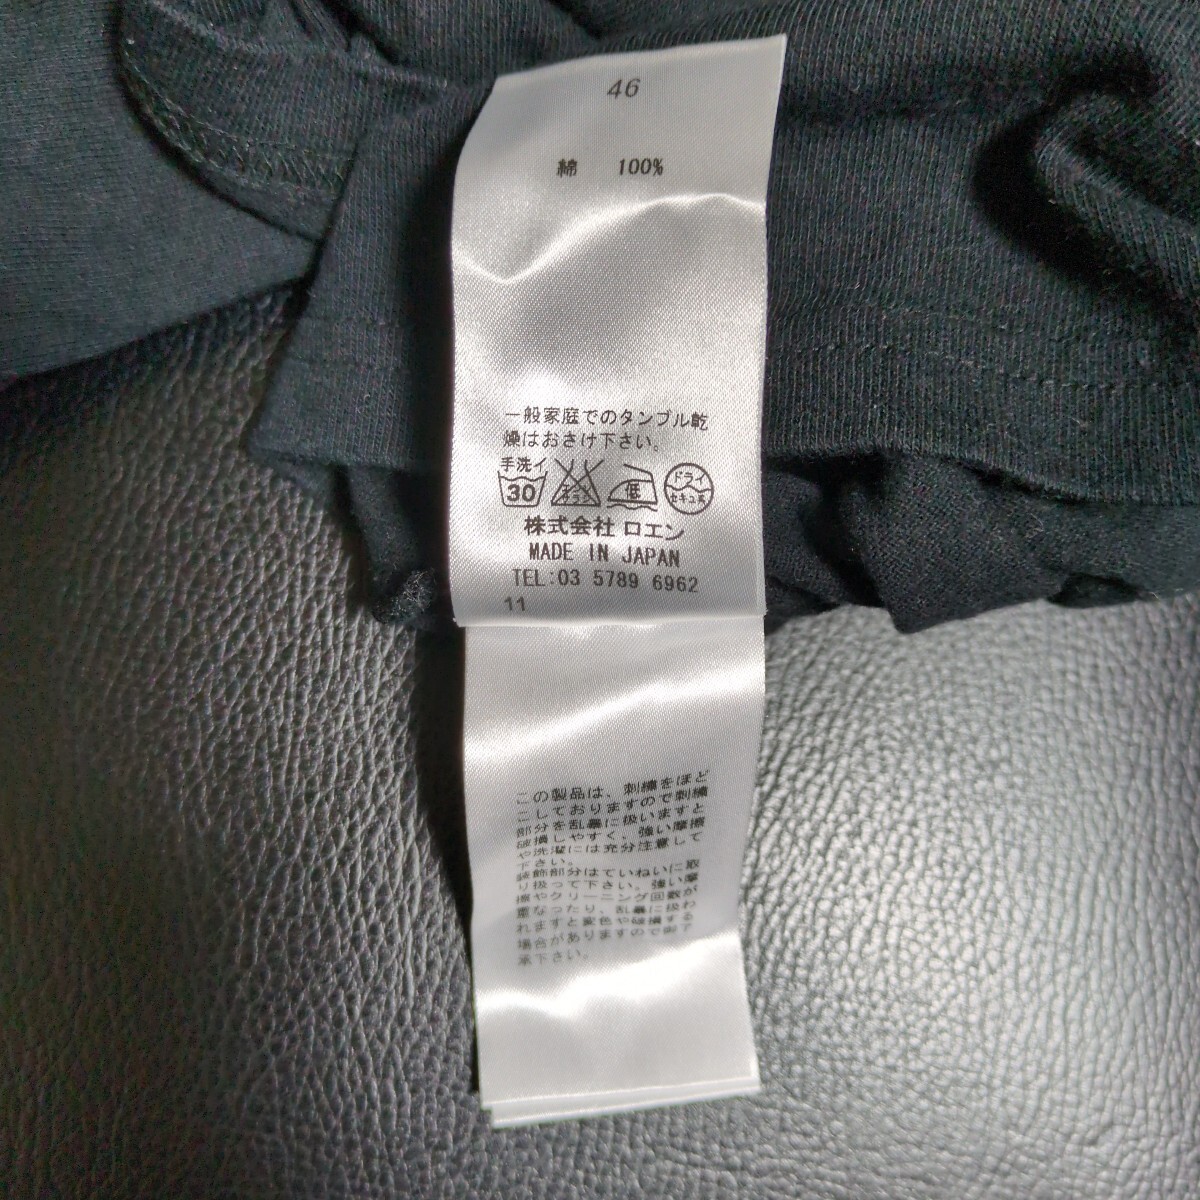 46
綿 100%
一般家庭でのタンブル乾
燥はおさけ下さい。
手洗イ
30
低
ドライ
セキユ系
株式会社 ロエン
MADE IN JAPAN
TEL:03 5789 6962
11
この製品は、刺繍をほど
こしておりますので刺繍
部分を乱暴に扱いますと
破損しやすく、強い摩擦
や洗濯には充分注意して
下さい。
装飾部分はていねいに取
り扱って下さい。強い摩
擦やクリーニング回数が
重なったり、乱暴に扱わ
れますと変色や破損する
場合がありますので御了
承下さい。